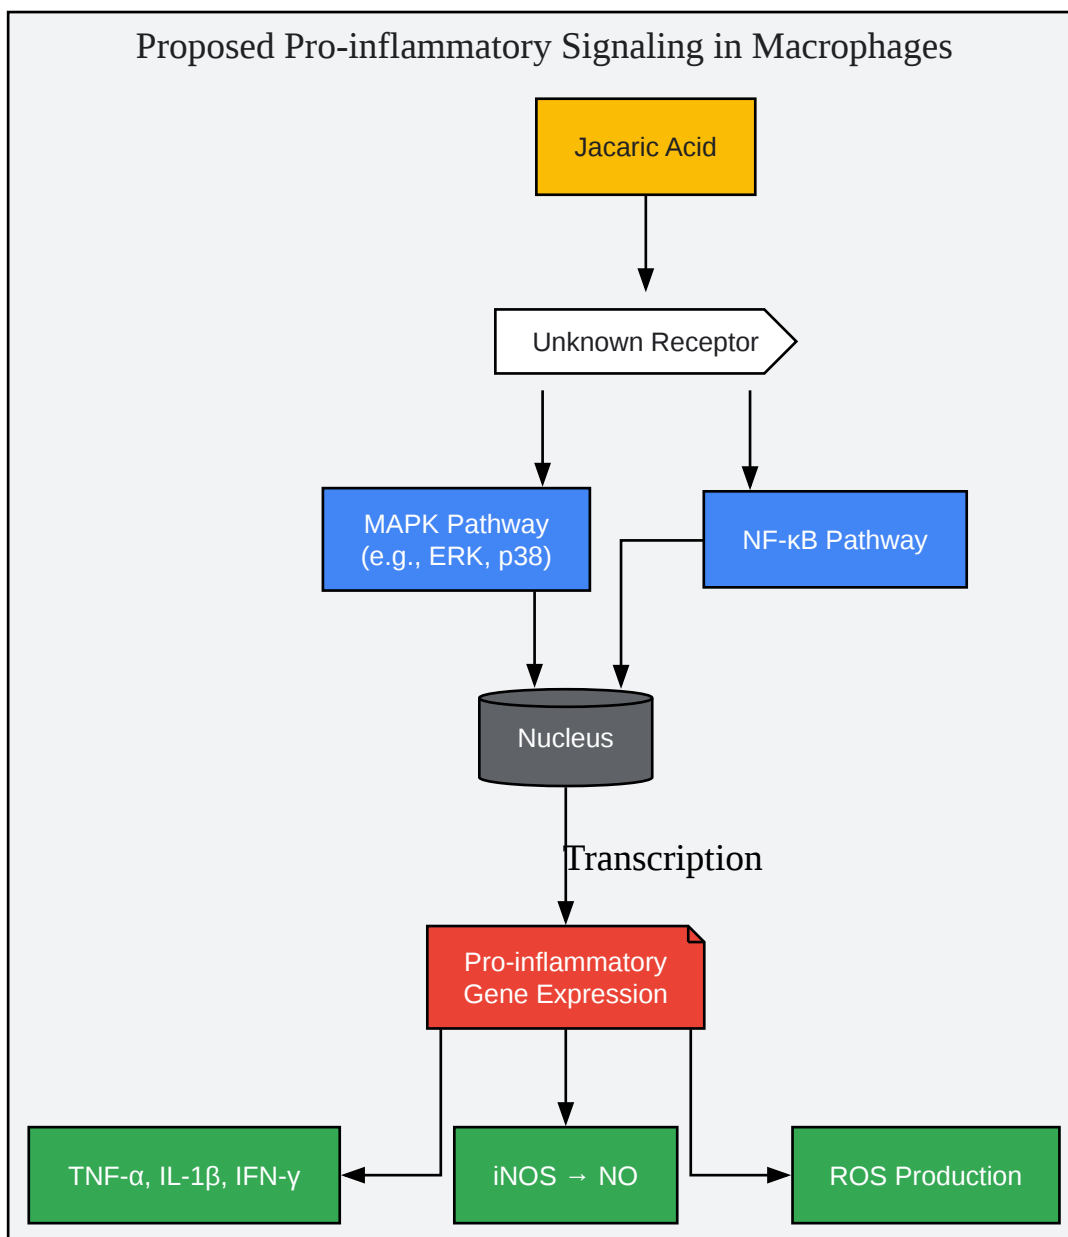 Proposed Pro-inflammatory Signaling in Macrophages
Jacaric Acid
Unknown Receptor
MAPK Pathway
(e.g., ERK, p38)
NF-κB Pathway
Nucleus
Transcription
Pro-inflammatory
Gene Expression
TNF-α, IL-1β, IFN-γ
iNOS → NO
ROS Production